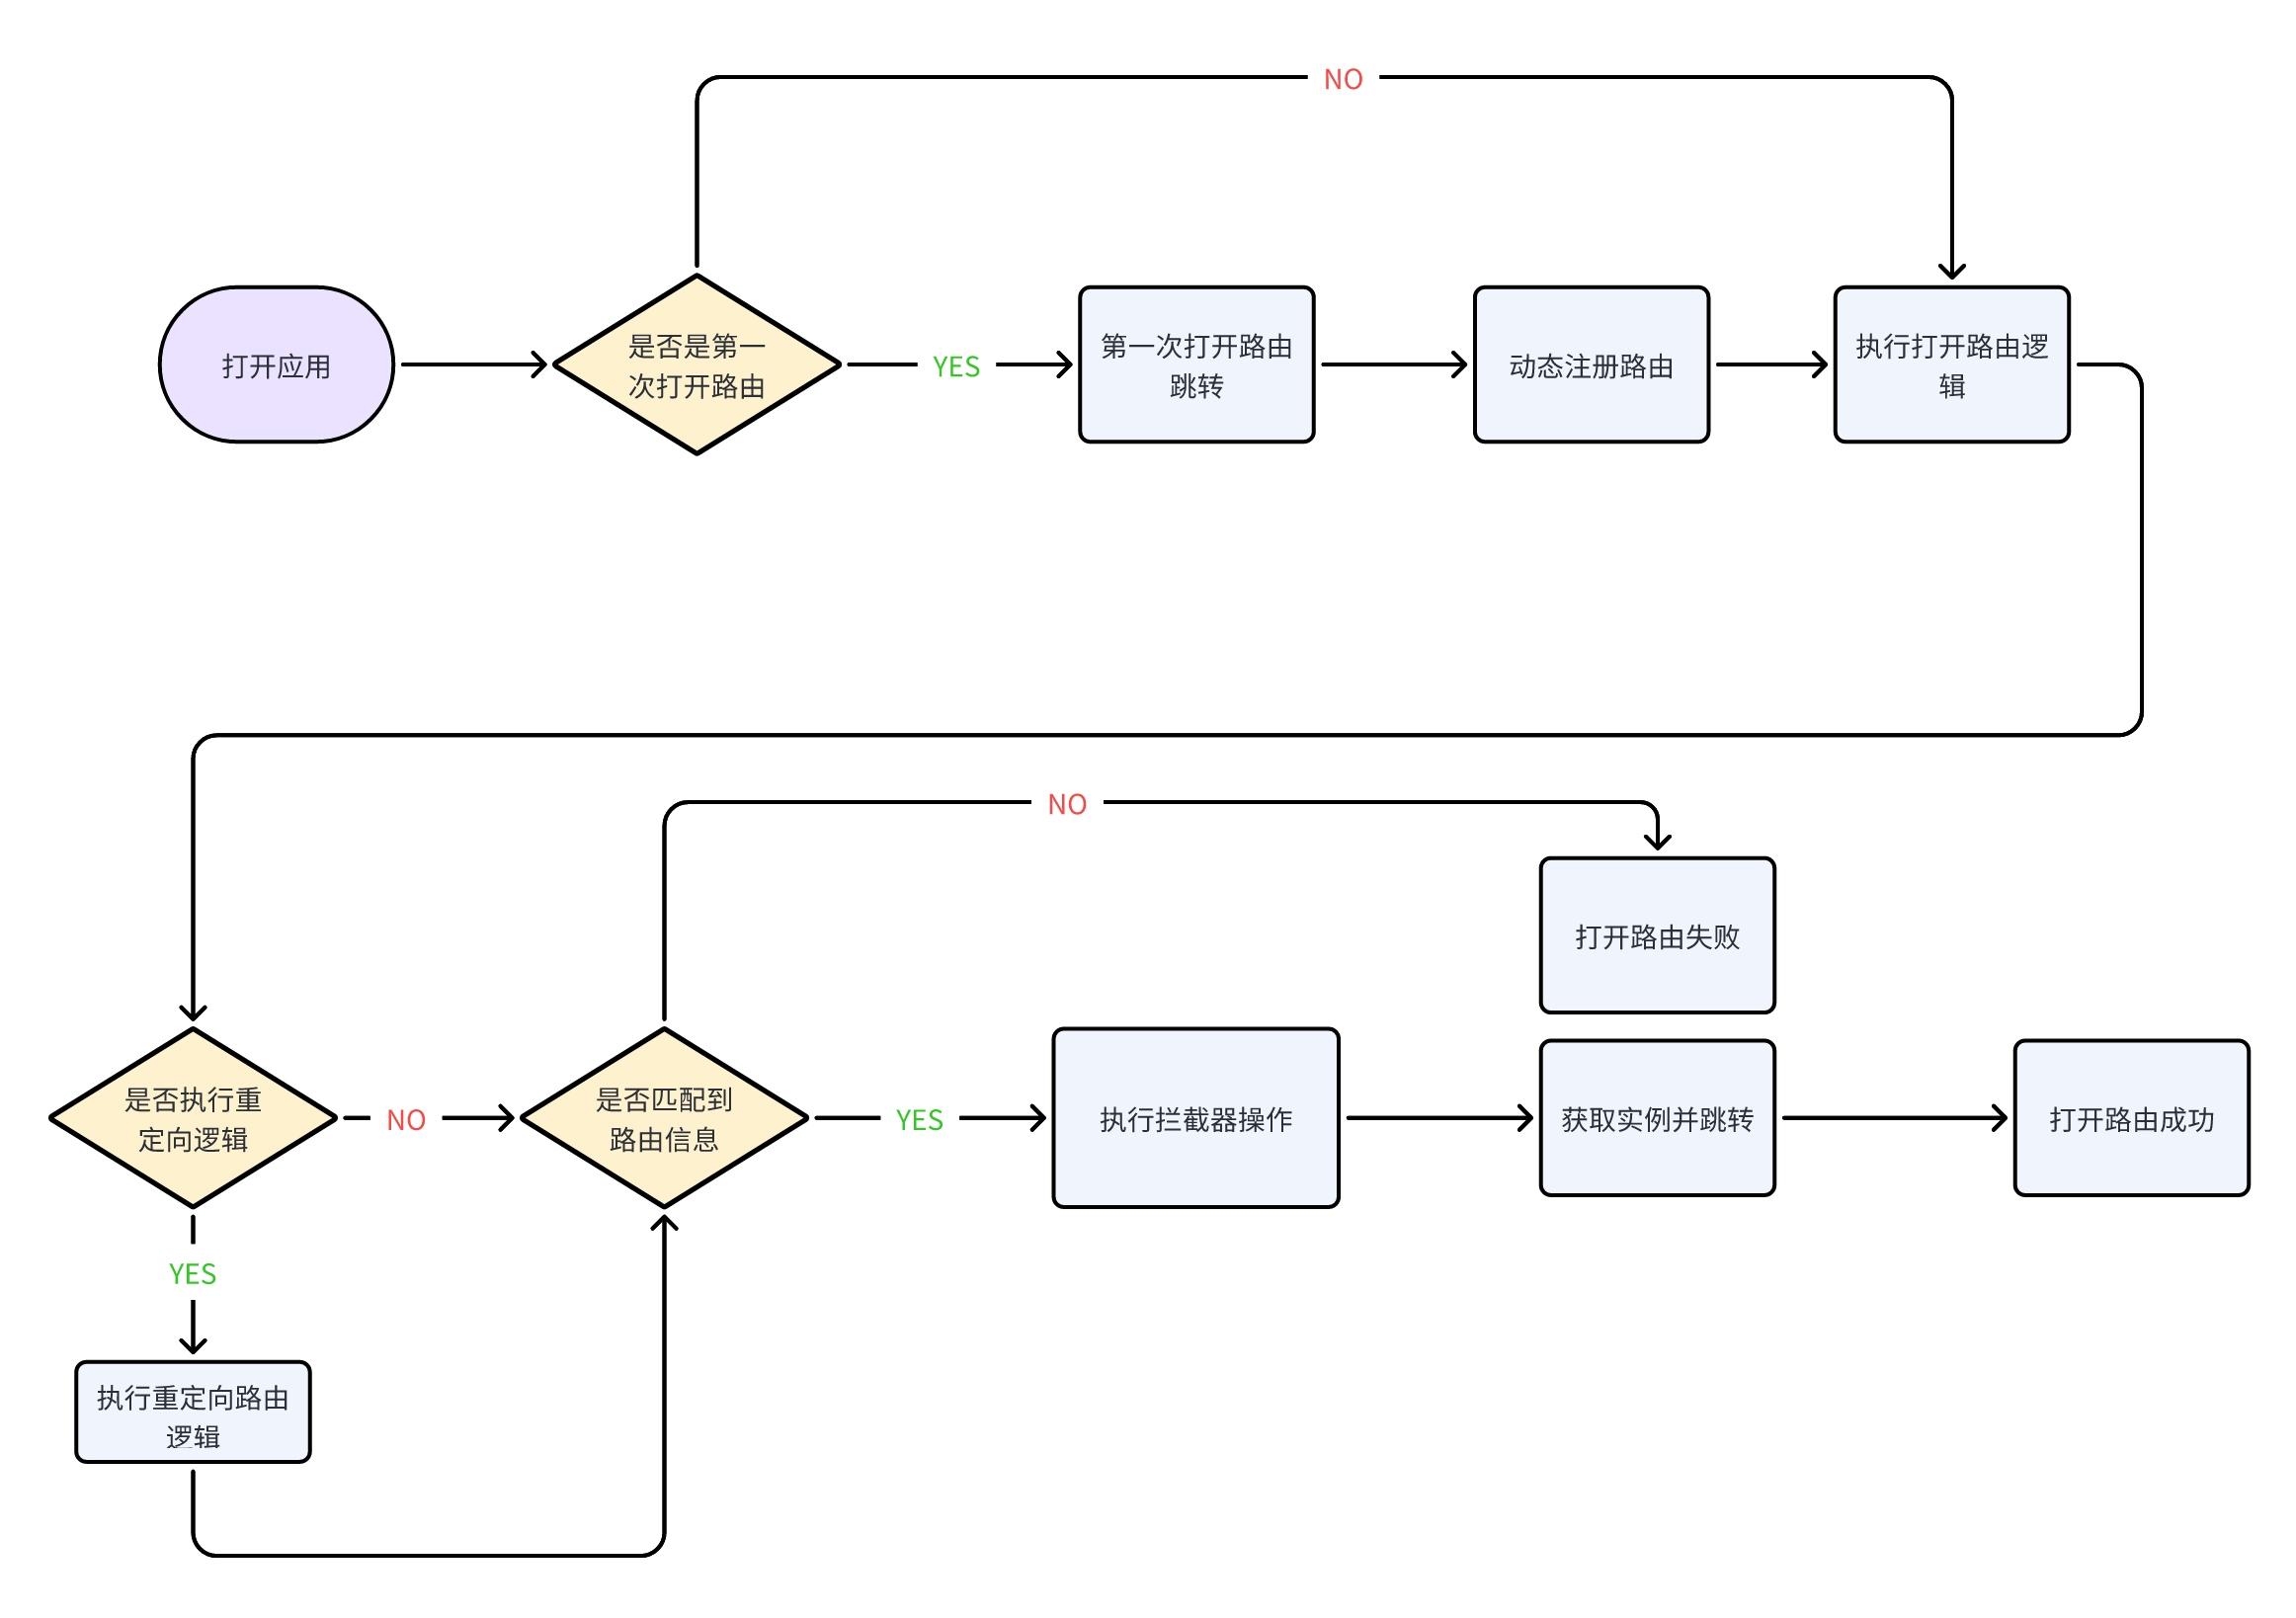 NO
打开应用
是否是第一
次打开路由
YES
第一次打开路由
跳转
动态注册路由
执行打开路由逻
辑
NO
打开路由失败
是否执行重
定向逻辑
NO
是否匹配到
路由信息
YES
执行拦截器操作
获取实例并跳转
打开路由成功
YES
执行重定向路由
逻辑